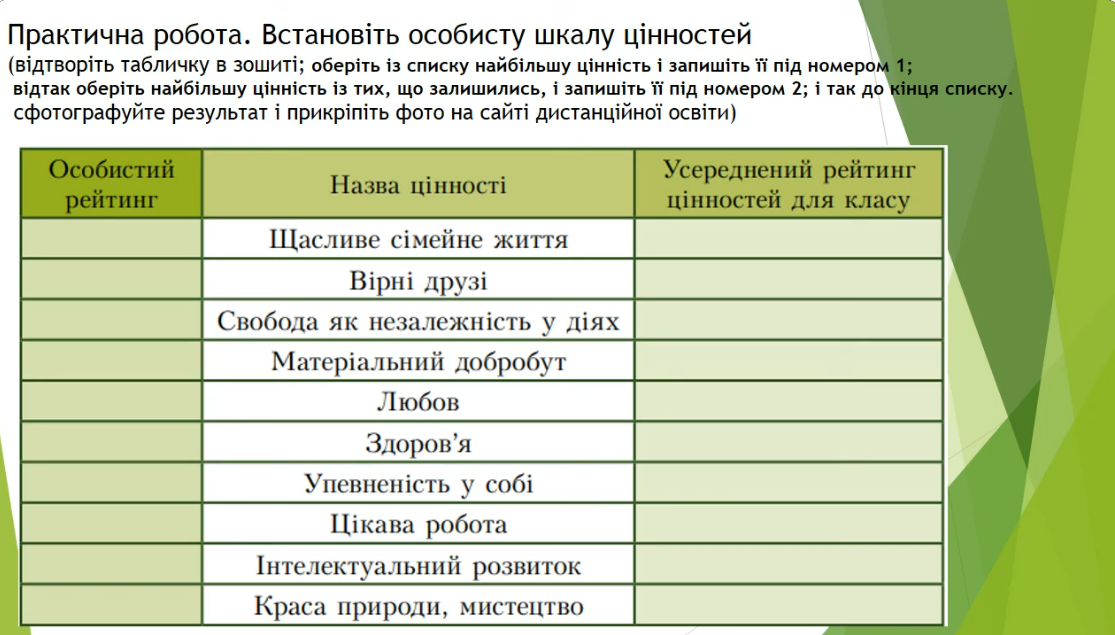 Практична робота. Встановіть особисту шкалу цінностей
(відтворіть табличку в зошиті; оберіть із списку найбільшу цінність і запишіть її під номером 1;
відтак оберіть найбільшу цінність із тих, що залишились, і запишіть її під номером 2; і так до кінця списку.
сфотографуйте результат і прикріпіть фото на сайті дистанційної освіти)
Особистий
рейтинг
Назва цінності
Усереднений рейтинг
цінностей для класу
Щасливе сімейне життя
Вірні друзі
Свобода як незалежність у діях
Матеріальний добробут
Любов
Здоров’я
Упевненість у собі
Цікава робота
Інтелектуальний розвиток
Краса природи, мистецтво